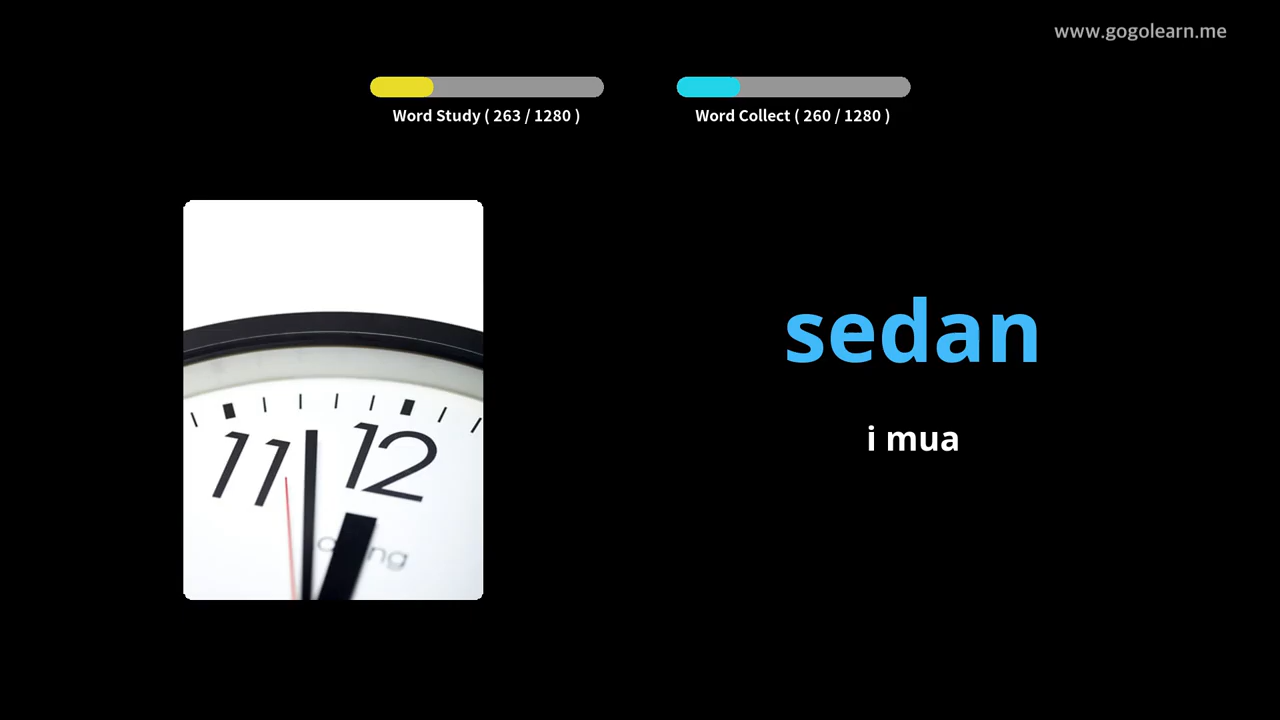 www.gogolearn.me
Word Study ( 263 / 1280 )
Word Collect ( 260 / 1280 )
sedan
i mua
11
12